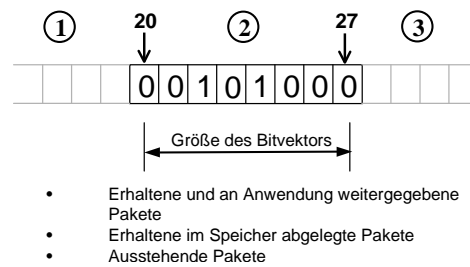 1 20 2 27 3
0 0 1 0 1 0 0 0
Größe des Bitvektors
• Erhaltene und an Anwendung weitergegebene
Pakete
• Erhaltene im Speicher abgelegte Pakete
• Ausstehende Pakete